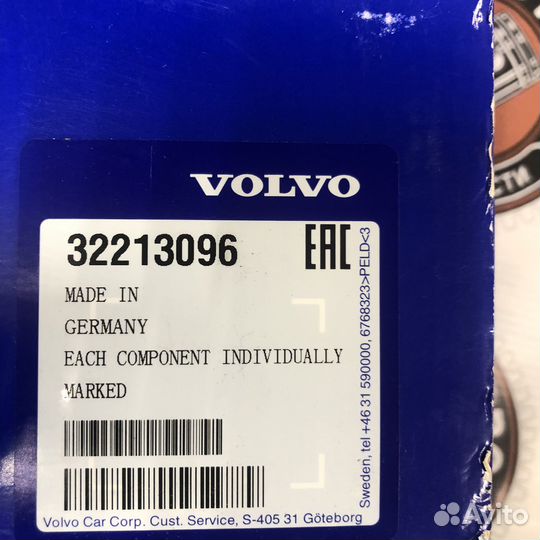 VOLVO
32213096
EAC
MADE IN
GERMANY
EACH COMPONENT INDIVIDUALLY
MARKED
Volvo Car Corp. Cust. Service, S-405 31 Göteborg
Sweden, tel +46 31 590000, 6768323>PELD<3
СТИ
Avito